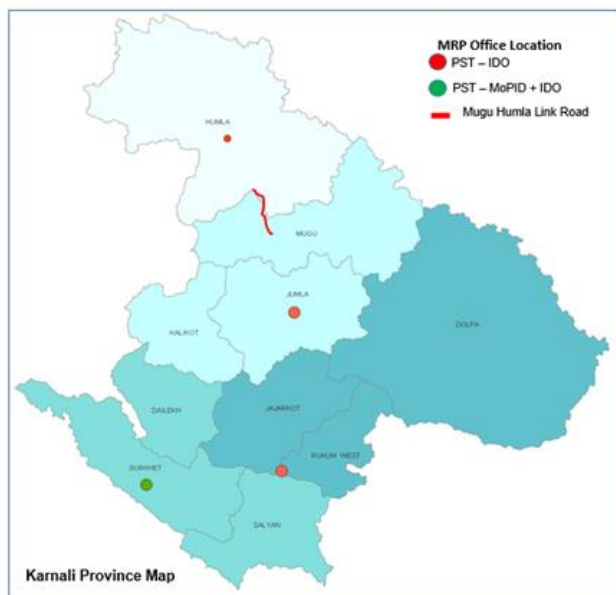 MRP Office Location
PST – IDO
PST – MoPID + IDO
Mugu Humla Link Road
HUMLA
MUGU
JUMLA
DOLPA
KALIKOT
DAILEKH
JAJARKOT
RUKUM WEST
SURKHET
SALYAN
Karnali Province Map